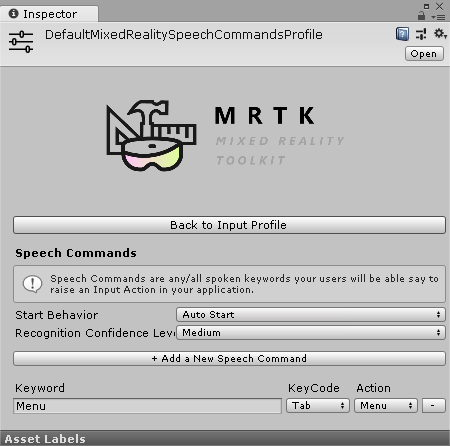 Inspector
DefaultMixedRealitySpeechCommandsProfile
Open
MRTK
MIXED REALITY
TOOLKIT
Back to Input Profile
Speech Commands
Speech Commands are any/all spoken keywords your users will be able say to
raise an Input Action in your application.
Start Behavior Auto Start
Recognition Confidence Leve Medium
+ Add a New Speech Command
Keyword KeyCode Action
Menu Tab Menu -
Asset Labels